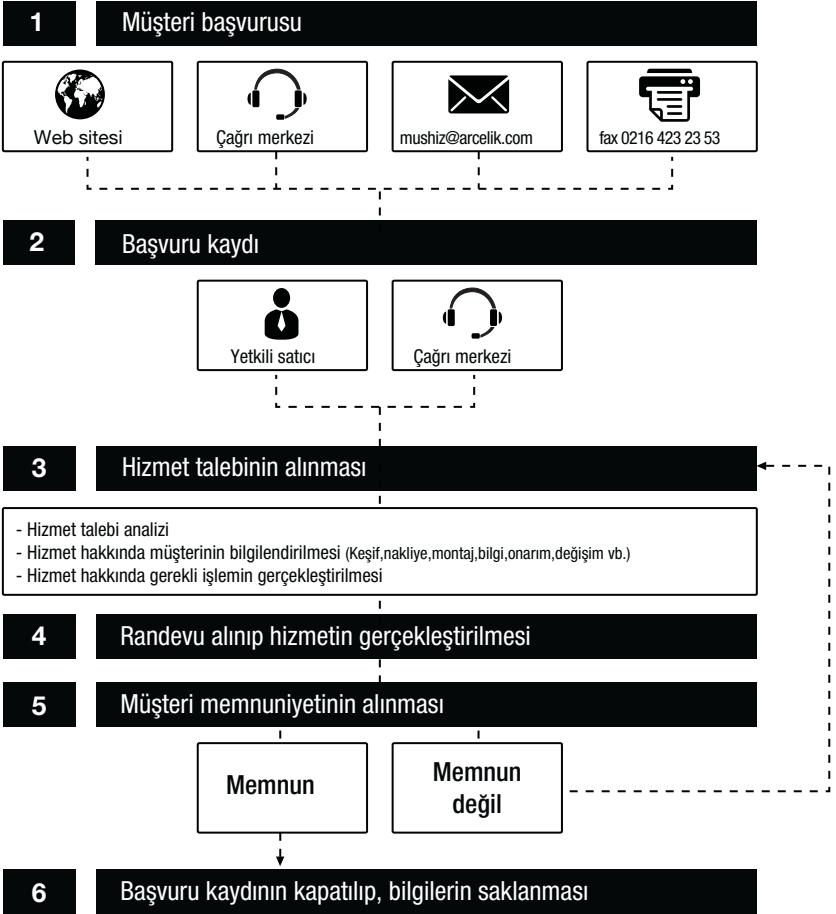 1 Müşteri başvurusu
Web sitesi
Çağrı merkezi
mushiz@arcelik.com
fax 0216 423 23 53
2 Başvuru kaydı
Yetkili satıcı
Çağrı merkezi
3 Hizmet talebinin alınması
- Hizmet talebi analizi
- Hizmet hakkında müşterinin bilgilendirilmesi (Keşif,nakliye,montaj,bilgi,onarım,değişim vb.)
- Hizmet hakkında gerekli işlemin gerçekleştirilmesi
4 Randevu alınıp hizmetin gerçekleştirilmesi
5 Müşteri memnuniyetinin alınması
Memnun
Memnun
değil
6 Başvuru kaydının kapatılıp, bilgilerin saklanması